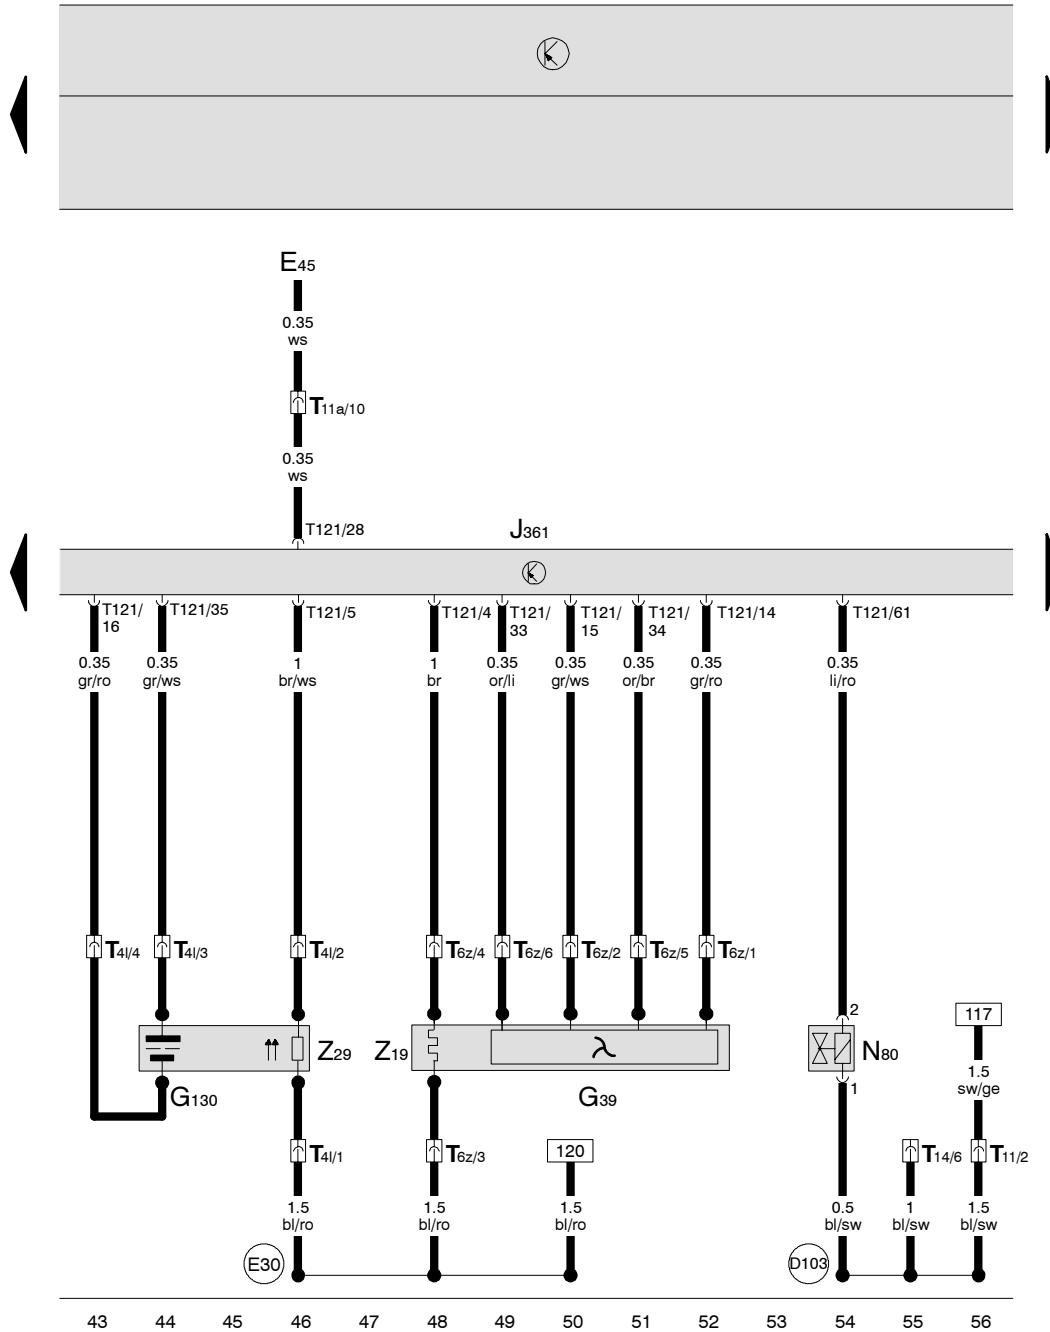 E45
0.35
ws
T11a/10
0.35
ws
T121/28
J361
T121/
16
T121/35
T121/5
T121/4
T121/
33
T121/
15
T121/
34
T121/14
T121/61
0.35
gr/ro
0.35
gr/ws
1
br/ws
1
br
0.35
or/li
0.35
gr/ws
0.35
or/br
0.35
gr/ro
0.35
li/ro
T4l/4
T4l/3
T4l/2
T6z/4
T6z/6
T6z/2
T6z/5
T6z/1
2
117
Z29
Z19
N80
1.5
sw/ge
G130
G39
1
T4l/1
T6z/3
120
T14/6
T11/2
1.5
bl/ro
1.5
bl/ro
1.5
bl/ro
0.5
bl/sw
1
bl/sw
1.5
bl/sw
E30
D103
43 44 45 46 47 48 49 50 51 52 53 54 55 56